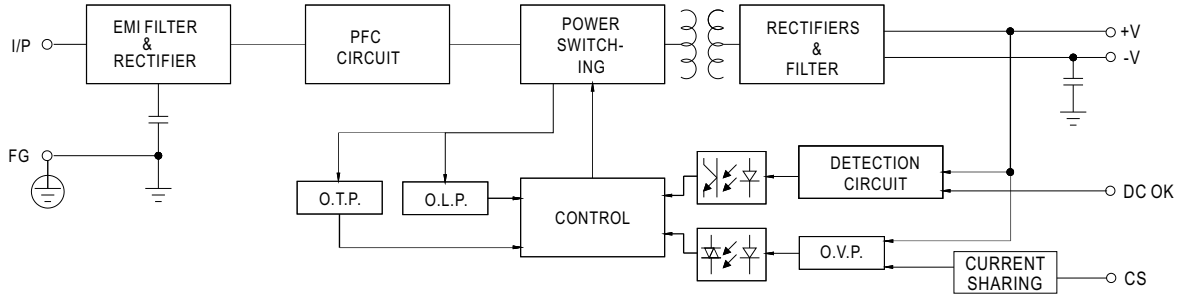 I/P
EMI FILTER
&
RECTIFIER
PFC
CIRCUIT
POWER
SWITCH-
ING
RECTIFIERS
&
FILTER
+V
-V
FG
O.T.P.
O.L.P.
CONTROL
DETECTION
CIRCUIT
DC OK
O.V.P.
CURRENT
SHARING
CS